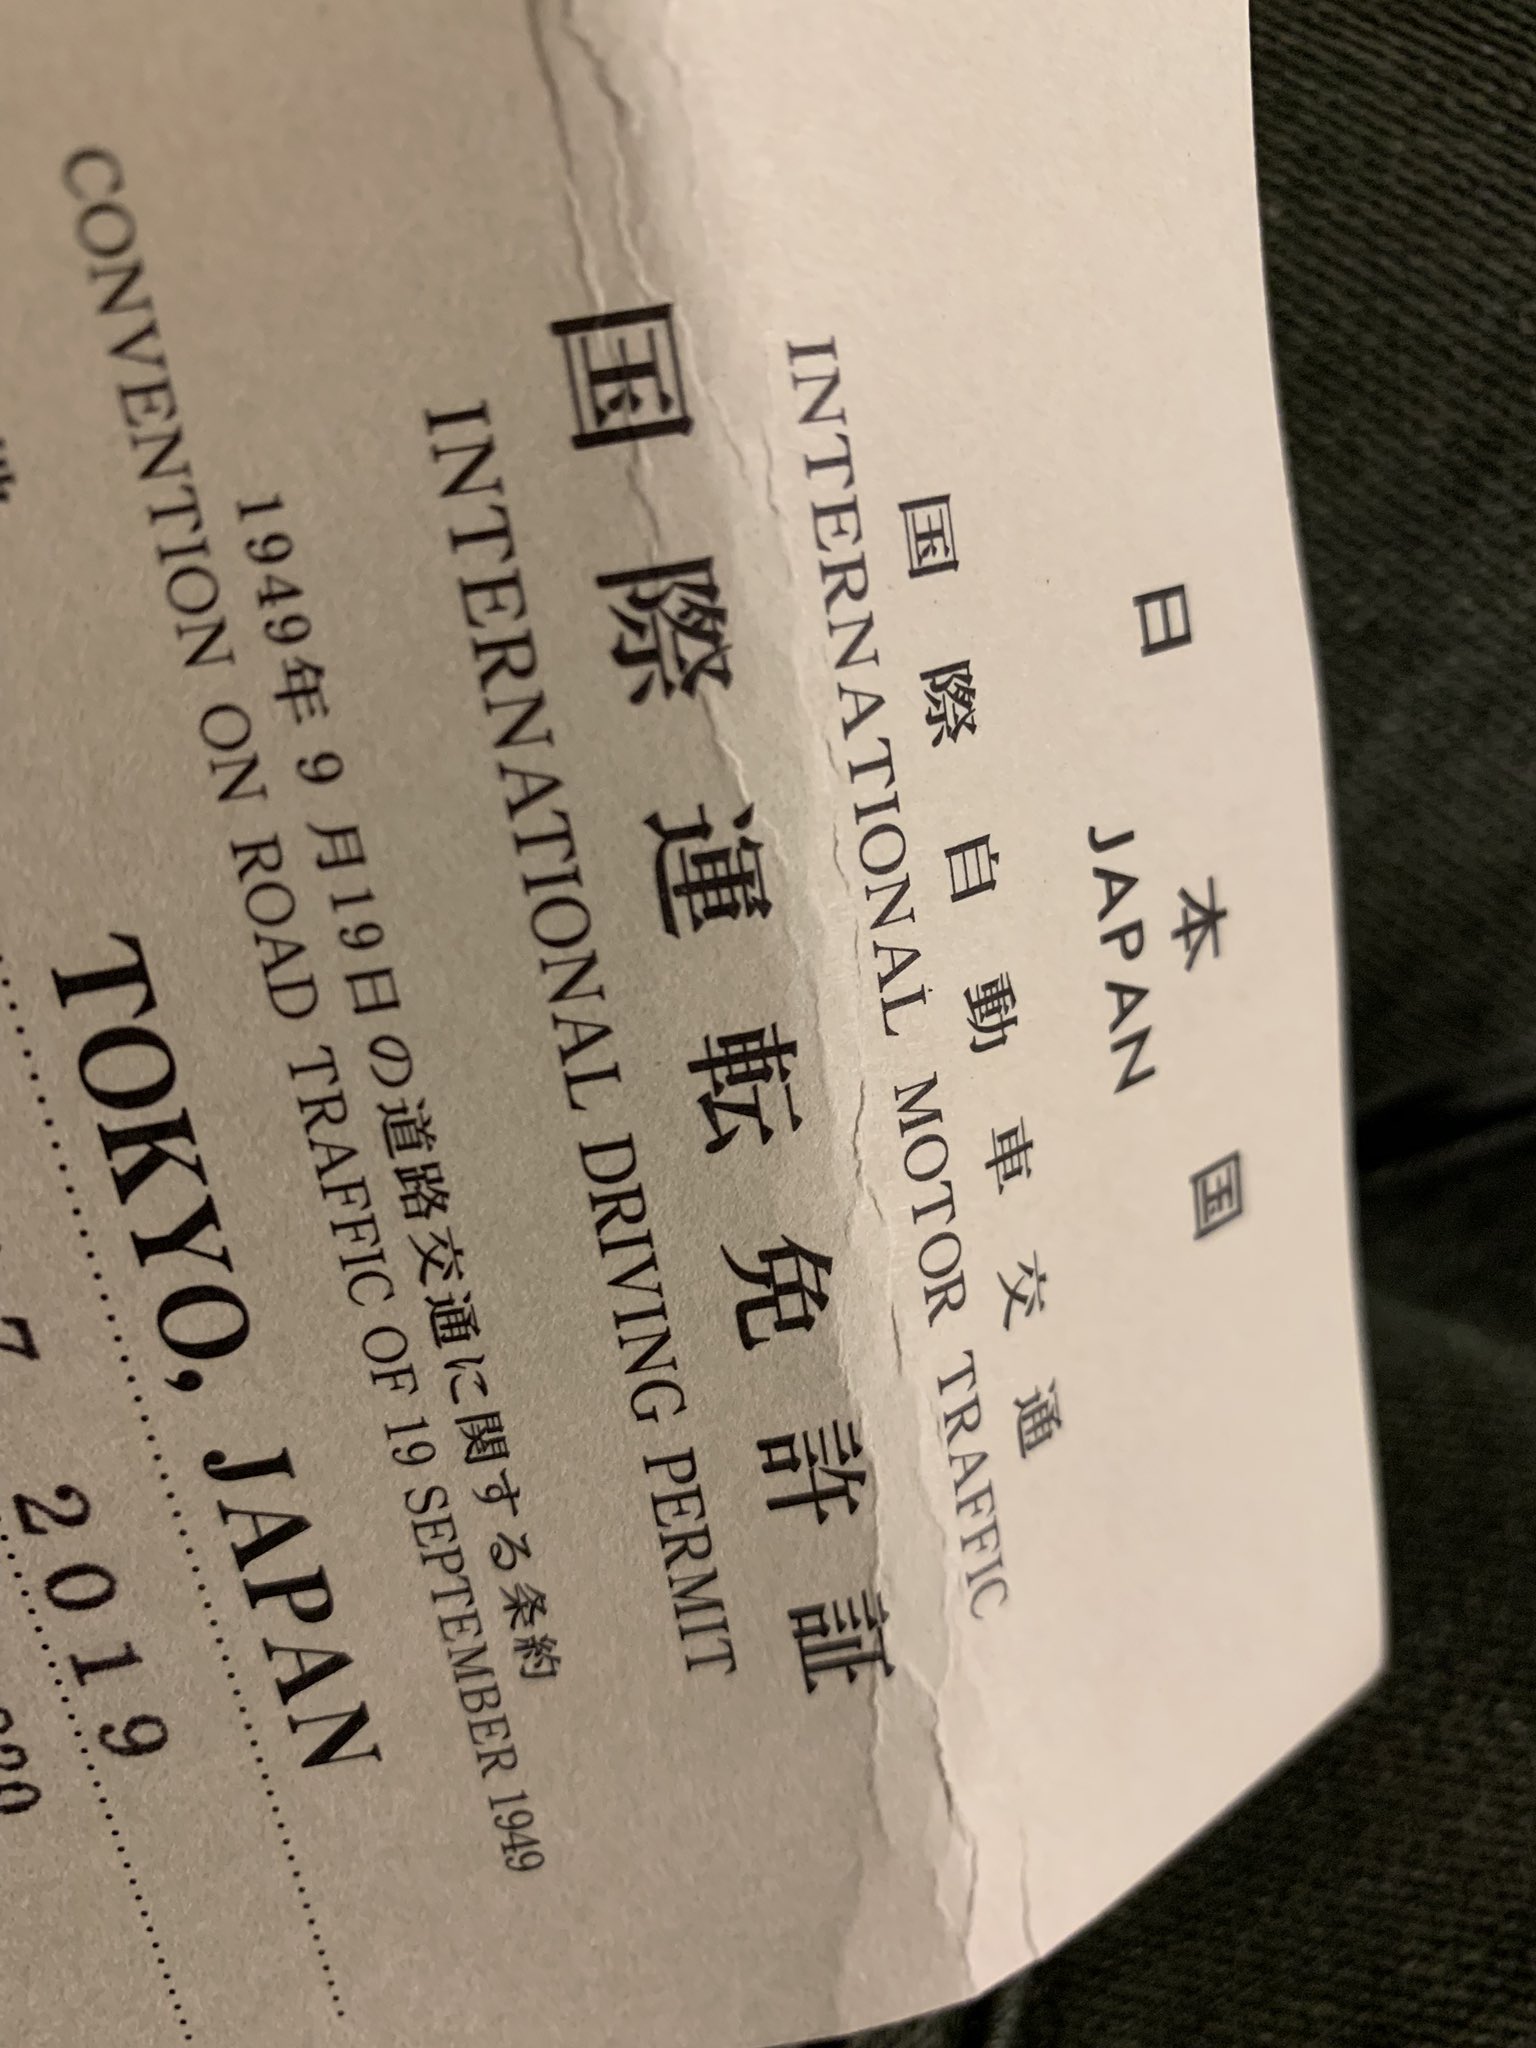 日本国
JAPAN
国際自動車交通
INTERNATIONAL MOTOR TRAFFIC
国際運転免許証
INTERNATIONAL DRIVING PERMIT
1949年9月19日の道路交通に関する条約
CONVENTION ON ROAD TRAFFIC OF 19 SEPTEMBER 1949
TOKYO, JAPAN
7 2019